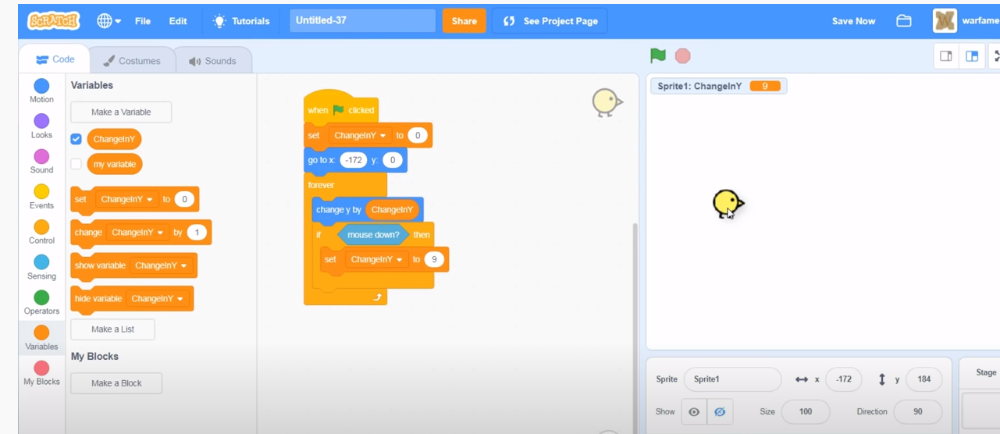 SCRATCH File Edit Tutorials Untitled-37 Share See Project Page Save Now warfame
Code Costumes Sounds
Motion
Looks
Sound
Events
Control
Sensing
Operators
Variables
My Blocks
Variables
Make a Variable
ChangeInY
my variable
set ChangeInY to 0
change ChangeInY by 1
show variable ChangeInY
hide variable ChangeInY
Make a List
My Blocks
Make a Block
when clicked
set ChangeInY to 0
go to x: -172 y: 0
forever
change y by ChangeInY
if mouse down? then
set ChangeInY to 9
Sprite1: ChangeInY 9
Sprite Sprite1 x -172 y 184
Show Size 100 Direction 90
Stage